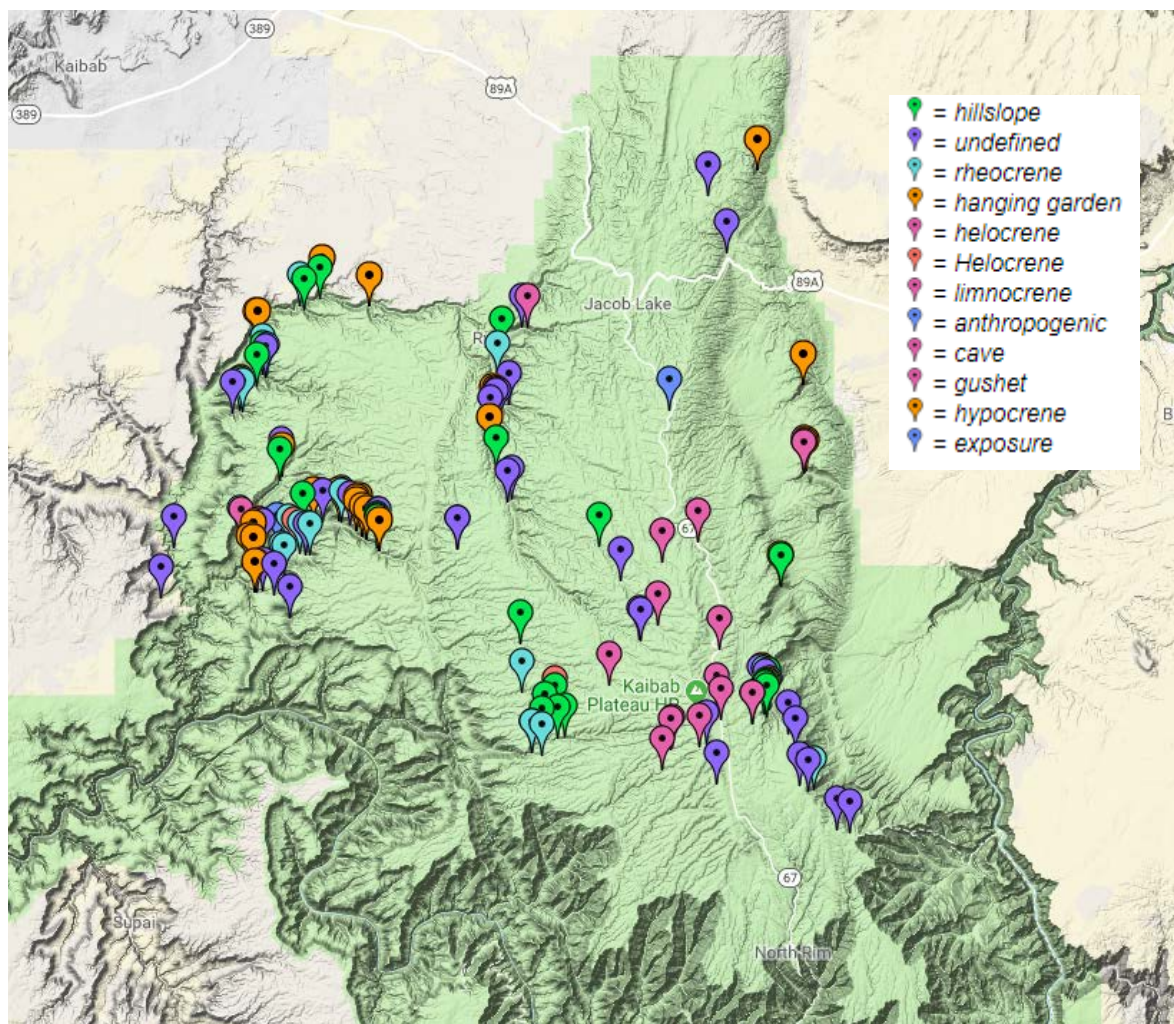 389
Kaibab
89A
389
= hillslope
= undefined
= rheocrene
= hanging garden
= helocrene
= Helocrene
= limnocrene
= anthropogenic
= cave
= gushet
= hypocrene
= exposure
89A
Jacob Lake
R
B
67
Kaibab
Plateau HP
67
Supai
North Rim